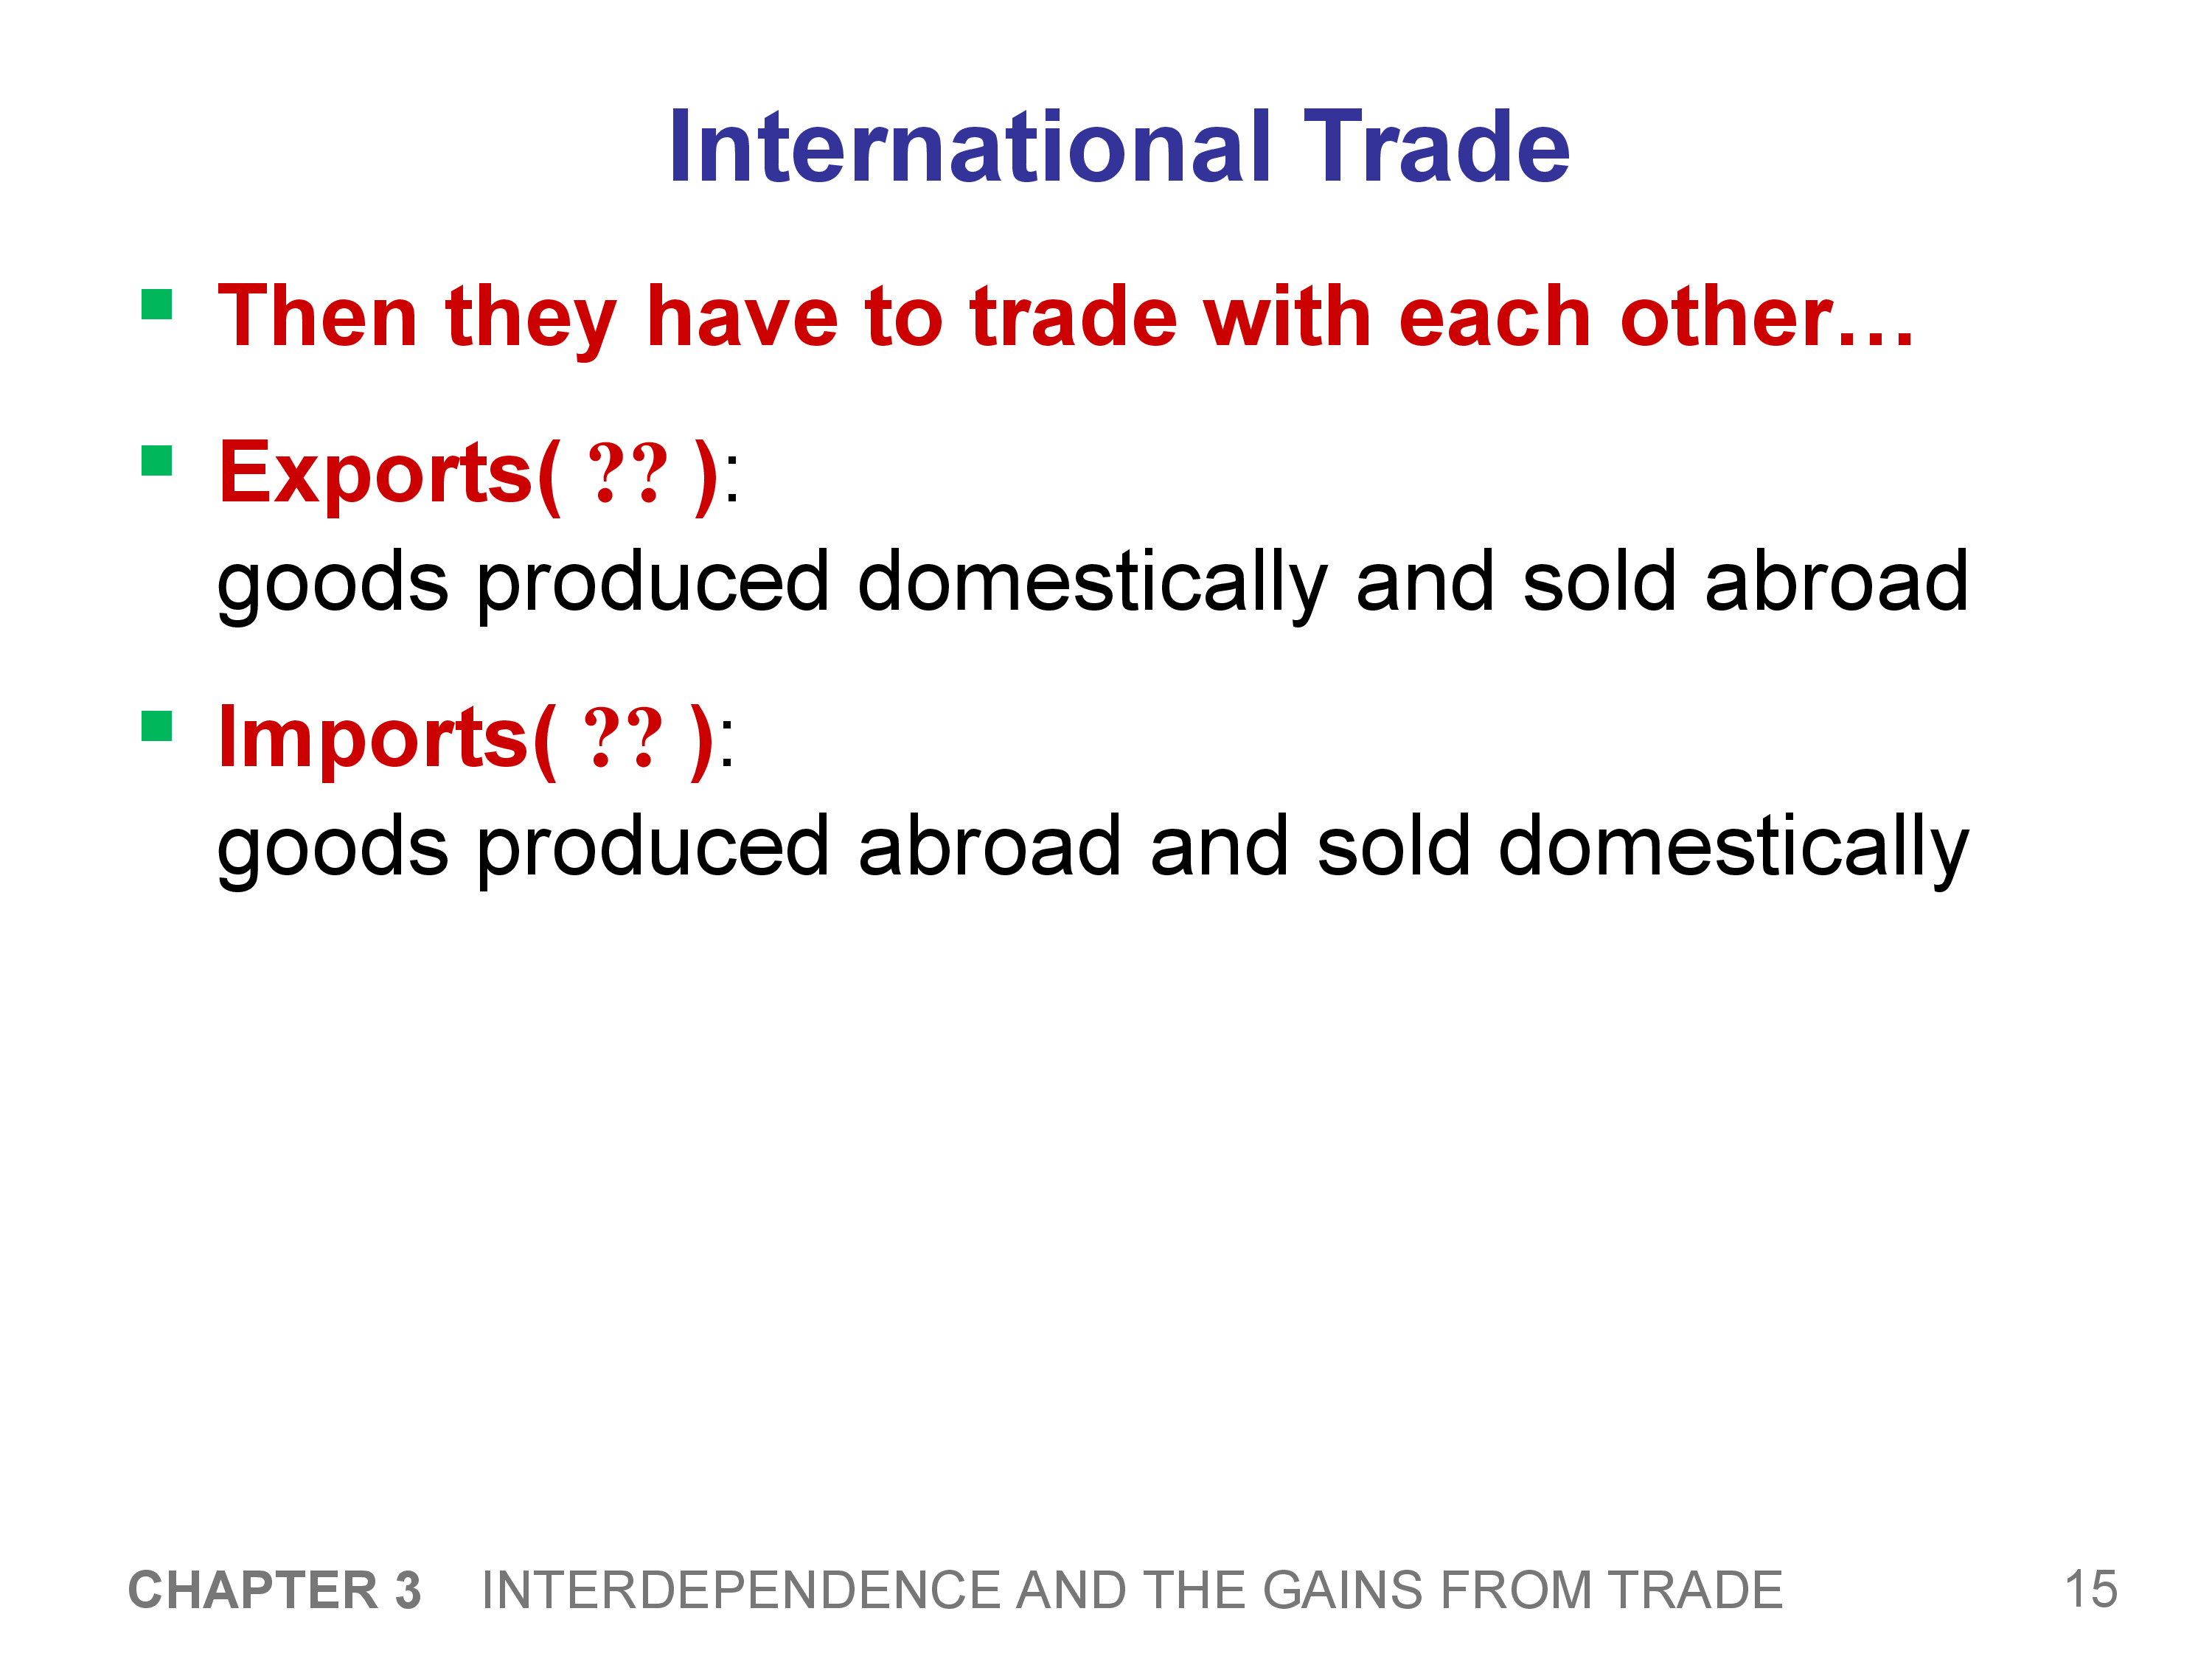 International Trade
Then they have to trade with each other…
Exports( ?? ):
goods produced domestically and sold abroad
Imports( ?? ):
goods produced abroad and sold domestically
CHAPTER 3 INTERDEPENDENCE AND THE GAINS FROM TRADE 15